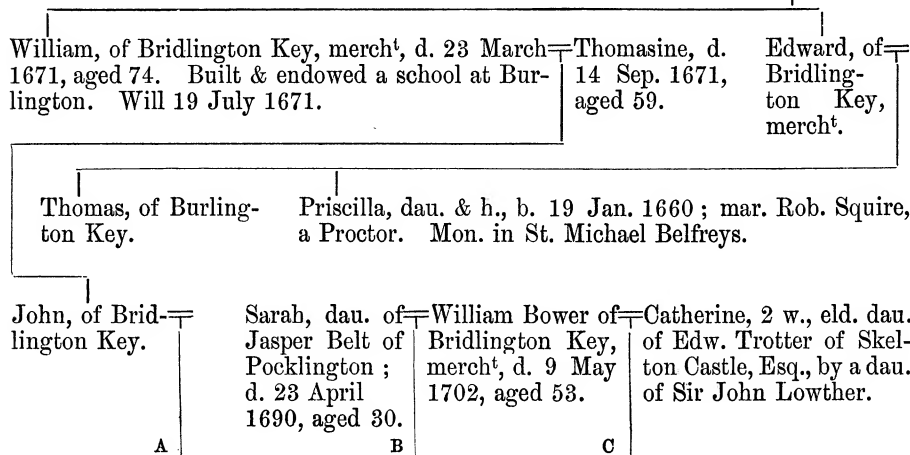 William, of Bridlington Key, mercht, d. 23 March
1671, aged 74. Built & endowed a school at Bur-
lington. Will 19 July 1671.
Thomasine, d.
14 Sep. 1671,
aged 59.
Edward, of
Bridling-
ton Key,
mercht.
Thomas, of Burling-
ton Key.
Priscilla, dau. & h., b. 19 Jan. 1660 ; mar. Rob. Squire,
a Proctor. Mon. in St. Michael Belfreys.
John, of Brid-
lington Key.
Sarah, dau. of
Jasper Belt of
Pocklington ;
d. 23 April
1690, aged 30.
William Bower of
Bridlington Key,
mercht, d. 9 May
1702, aged 53.
Catherine, 2 w., eld. dau.
of Edw. Trotter of Skel-
ton Castle, Esq., by a dau.
of Sir John Lowther.
A
B
C